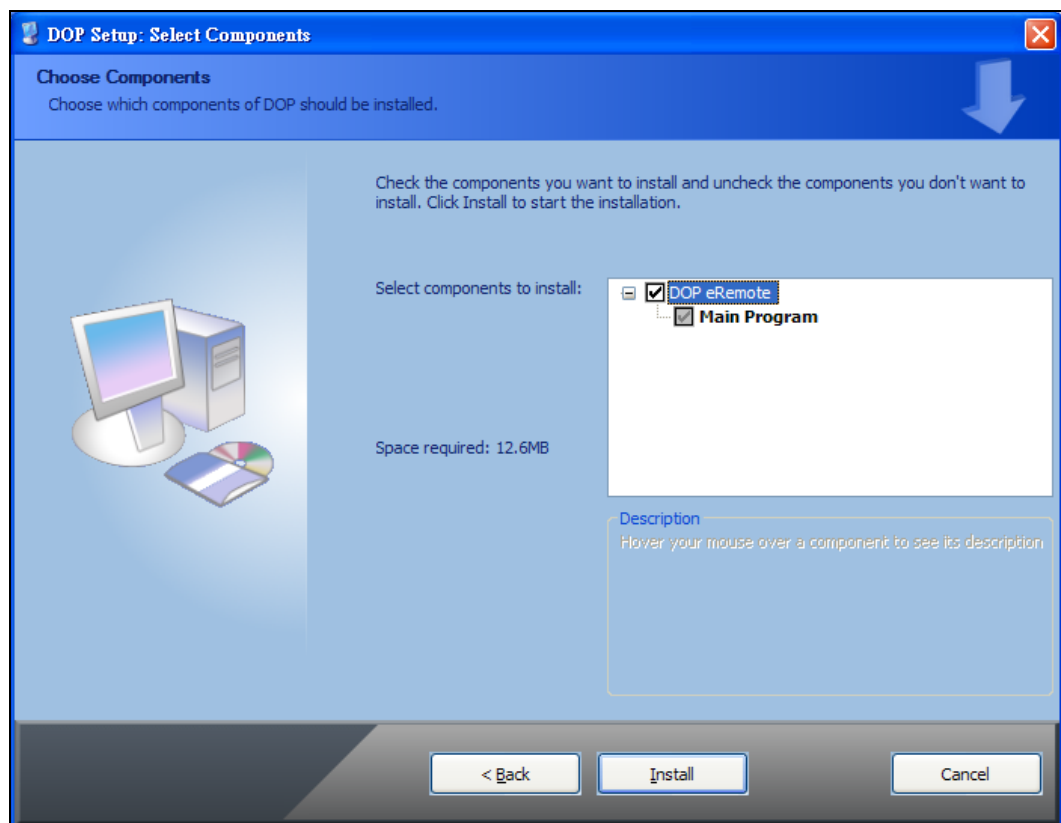 DOP Setup: Select Components
Choose Components
Choose which components of DOP should be installed.
Check the components you want to install and uncheck the components you don't want to
install. Click Install to start the installation.
Select components to install:
DOP eRemote
Main Program
Space required: 12.6MB
Description
Hover your mouse over a component to see its description
< Back
Install
Cancel